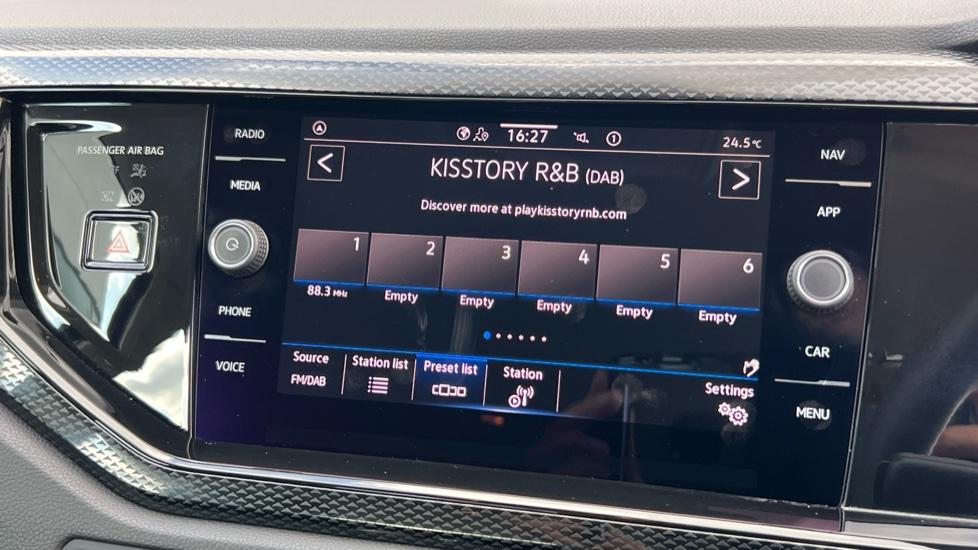 PASSENGER AIR BAG
RADIO
MEDIA
PHONE
VOICE
16:27
1
24.5°C
<
KISSTORY R&B (DAB)
>
Discover more at playkisstoryrnb.com
1 2 3 4 5 6
88.3 MHz Empty Empty Empty Empty Empty
Source Station list Preset list Station Settings
FM/DAB
NAV
APP
CAR
MENU